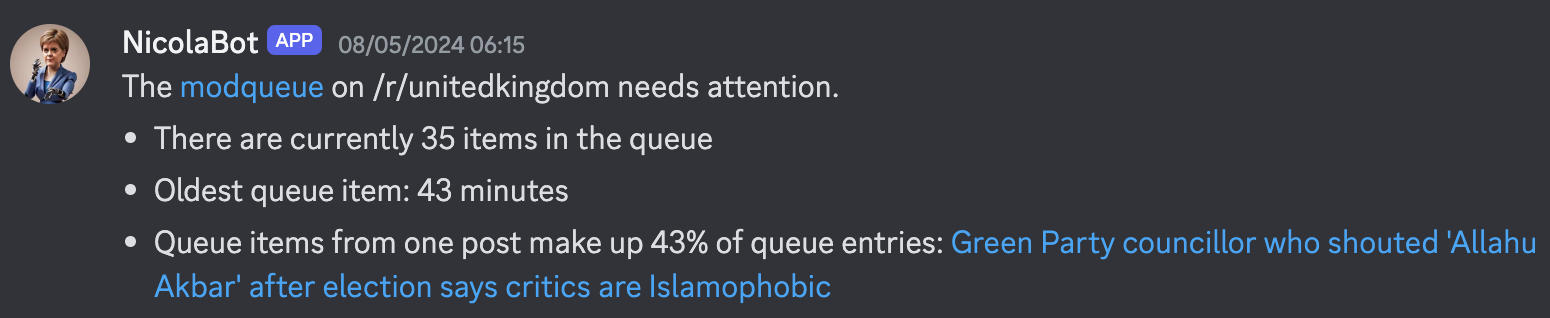 NicolaBot APP 08/05/2024 06:15
The modqueue on /r/unitedkingdom needs attention.
• There are currently 35 items in the queue
• Oldest queue item: 43 minutes
• Queue items from one post make up 43% of queue entries: Green Party councillor who shouted 'Allahu
Akbar' after election says critics are Islamophobic